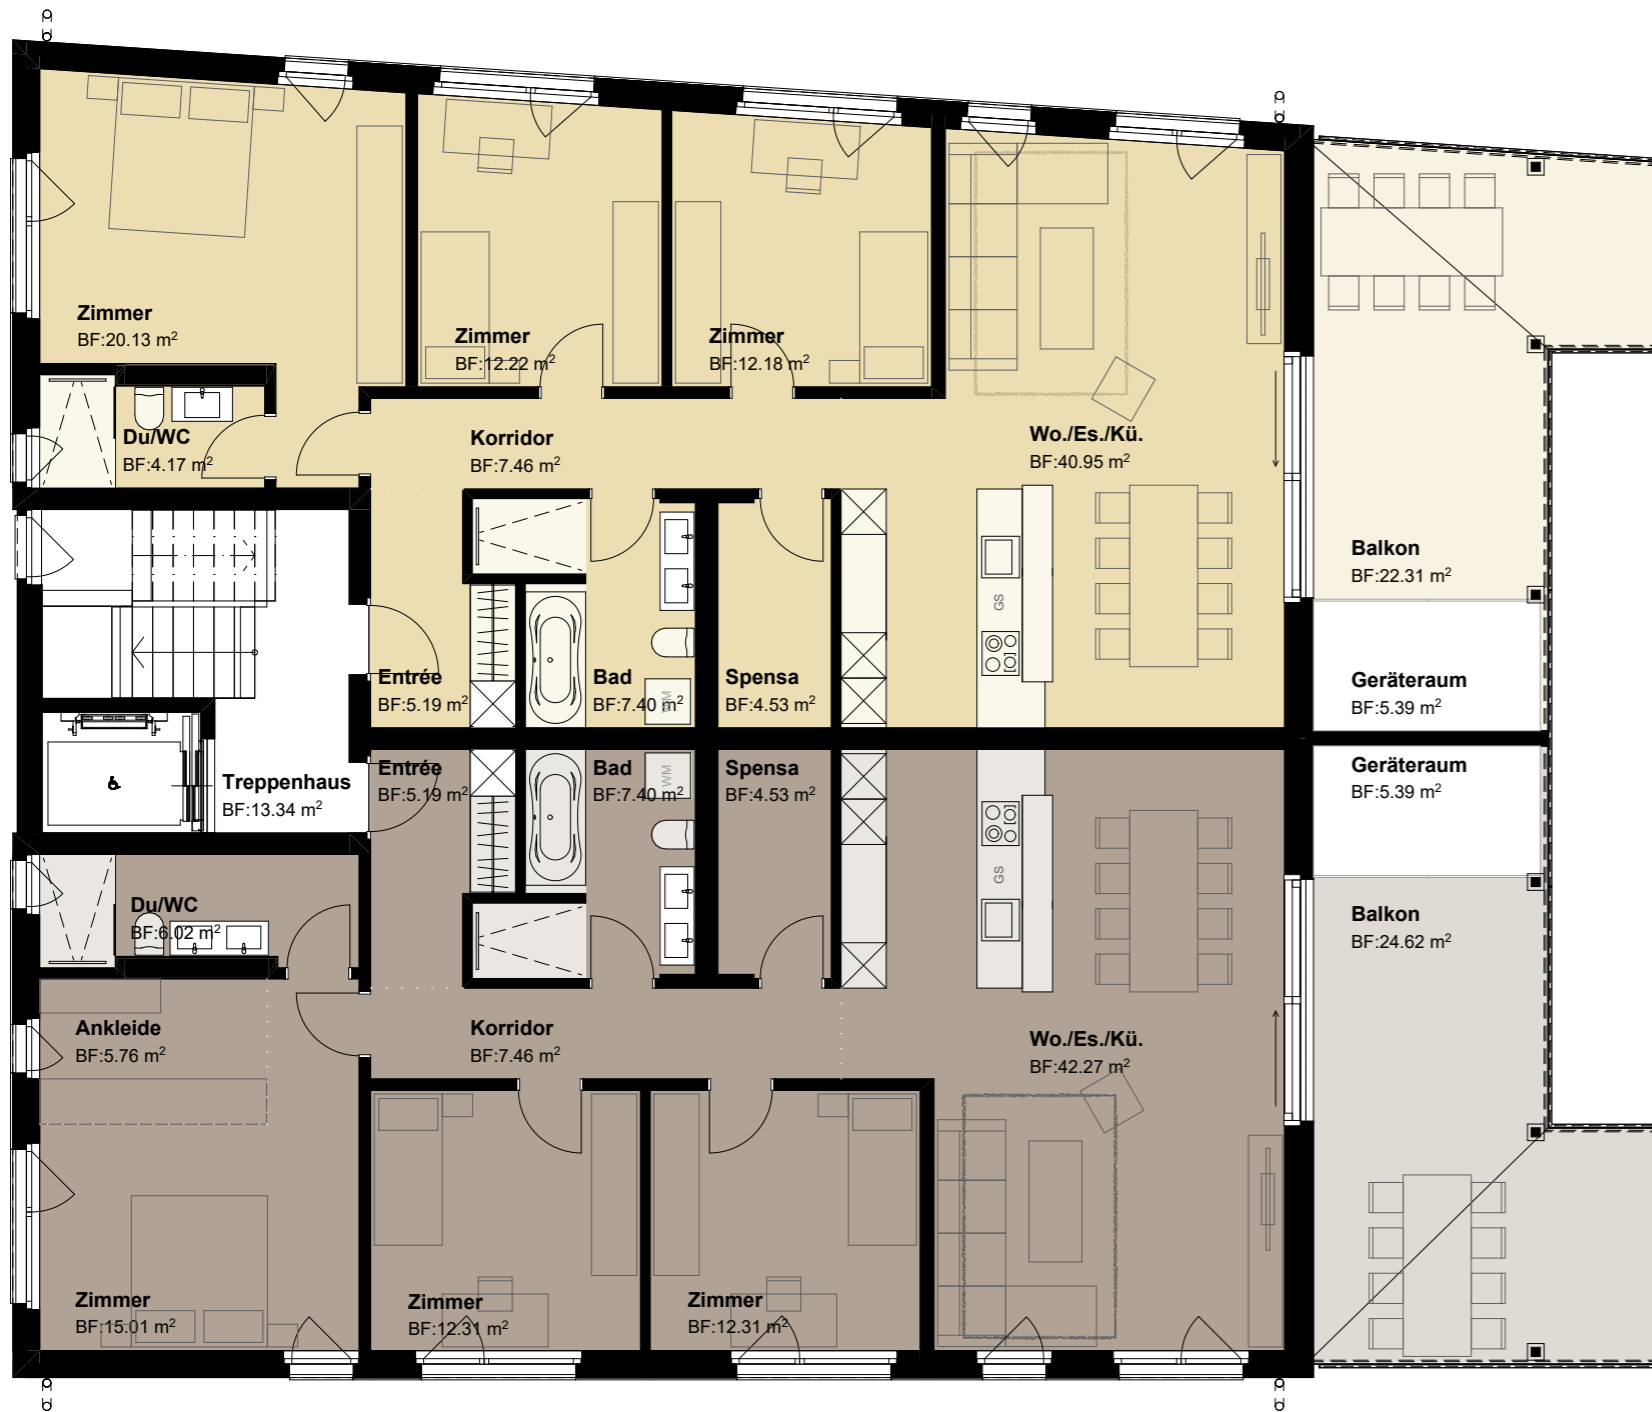 Zimmer
BF:20.13 m²
Zimmer
BF:12.22 m²
Zimmer
BF:12.18 m²
Du/WC
BF:4.17 m²
Korridor
BF:7.46 m²
Wo./Es./Kü.
BF:40.95 m²
Balkon
BF:22.31 m²
GS
Entrée
BF:5.19 m²
Bad
BF:7.40 m²
WM
Spensa
BF:4.53 m²
Geräteraum
BF:5.39 m²
Treppenhaus
BF:13.34 m²
Entrée
BF:5.19 m²
Bad
BF:7.40 m²
WM
Spensa
BF:4.53 m²
Geräteraum
BF:5.39 m²
GS
Du/WC
BF:6.02 m²
Balkon
BF:24.62 m²
Ankleide
BF:5.76 m²
Korridor
BF:7.46 m²
Wo./Es./Kü.
BF:42.27 m²
Zimmer
BF:15.01 m²
Zimmer
BF:12.31 m²
Zimmer
BF:12.31 m²